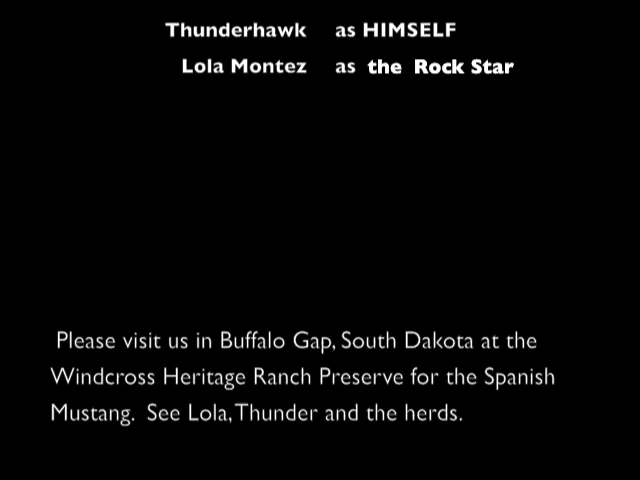 Thunderhawk as HIMSELF
Lola Montez as the Rock Star
Please visit us in Buffalo Gap, South Dakota at the
Windcross Heritage Ranch Preserve for the Spanish
Mustang. See Lola, Thunder and the herds.